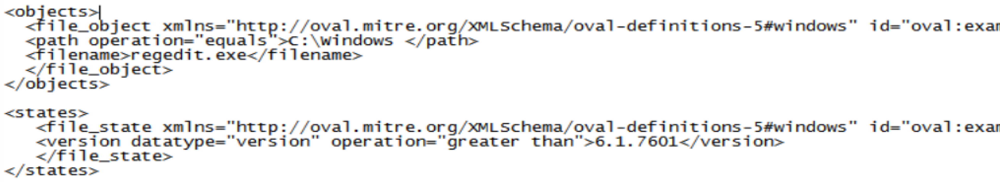 <objects>
<file_object xmlns="http://oval.mitre.org/XMLSchema/oval-definitions-5#windows" id="oval:exam
<path operation="equals">C:\Windows </path>
<filename>regedit.exe</filename>
</file_object>
</objects>
<states>
<file_state xmlns="http://oval.mitre.org/XMLSchema/oval-definitions-5#windows" id="oval:exam
<version datatype="version" operation="greater than">6.1.7601</version>
</file_state>
</states>